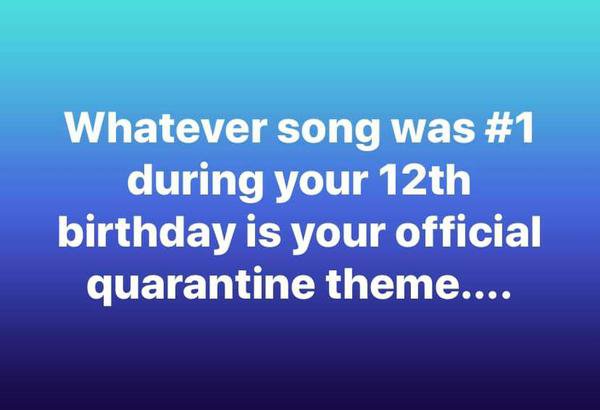 Whatever song was #1
during your 12th
birthday is your official
quarantine theme....